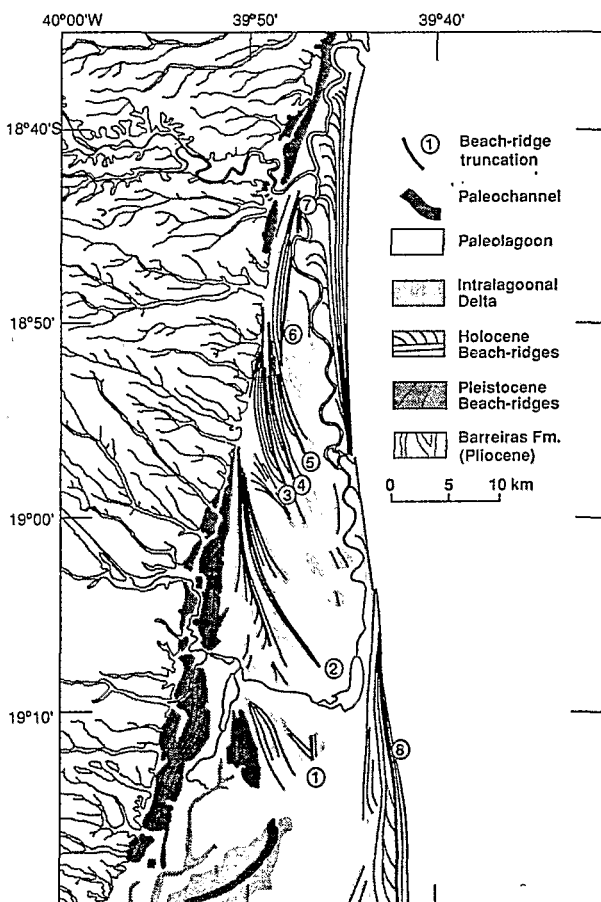 40°00' 39°50' 39°40'
18°40'S
18°50'
19°00'
19°10'
① Beach-ridge
truncation
Paleochannel
Paleolagoon
Intralagoonal
Delta
Holocene
Beach-ridges
Pleistocene
Beach-ridges
Barreiras Fm.
(Pliocene)
0 5 10 km
⑦
⑥
⑤
④
③
②
⑧
①